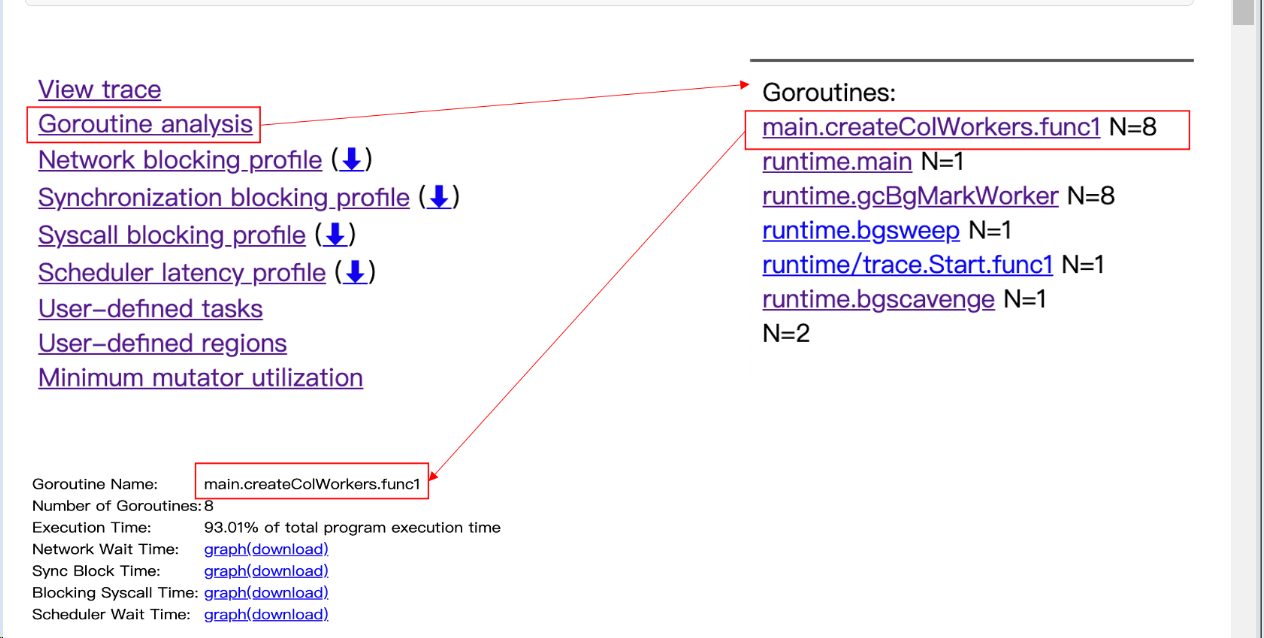 View trace
Goroutine analysis
Network blocking profile (⬇)
Synchronization blocking profile (⬇)
Syscall blocking profile (⬇)
Scheduler latency profile (⬇)
User-defined tasks
User-defined regions
Minimum mutator utilization
Goroutines:
main.createColWorkers.func1 N=8
runtime.main N=1
runtime.gcBgMarkWorker N=8
runtime.bgsweep N=1
runtime/trace.Start.func1 N=1
runtime.bgscavenge N=1
N=2
Goroutine Name: main.createColWorkers.func1
Number of Goroutines: 8
Execution Time: 93.01% of total program execution time
Network Wait Time: graph(download)
Sync Block Time: graph(download)
Blocking Syscall Time: graph(download)
Scheduler Wait Time: graph(download)